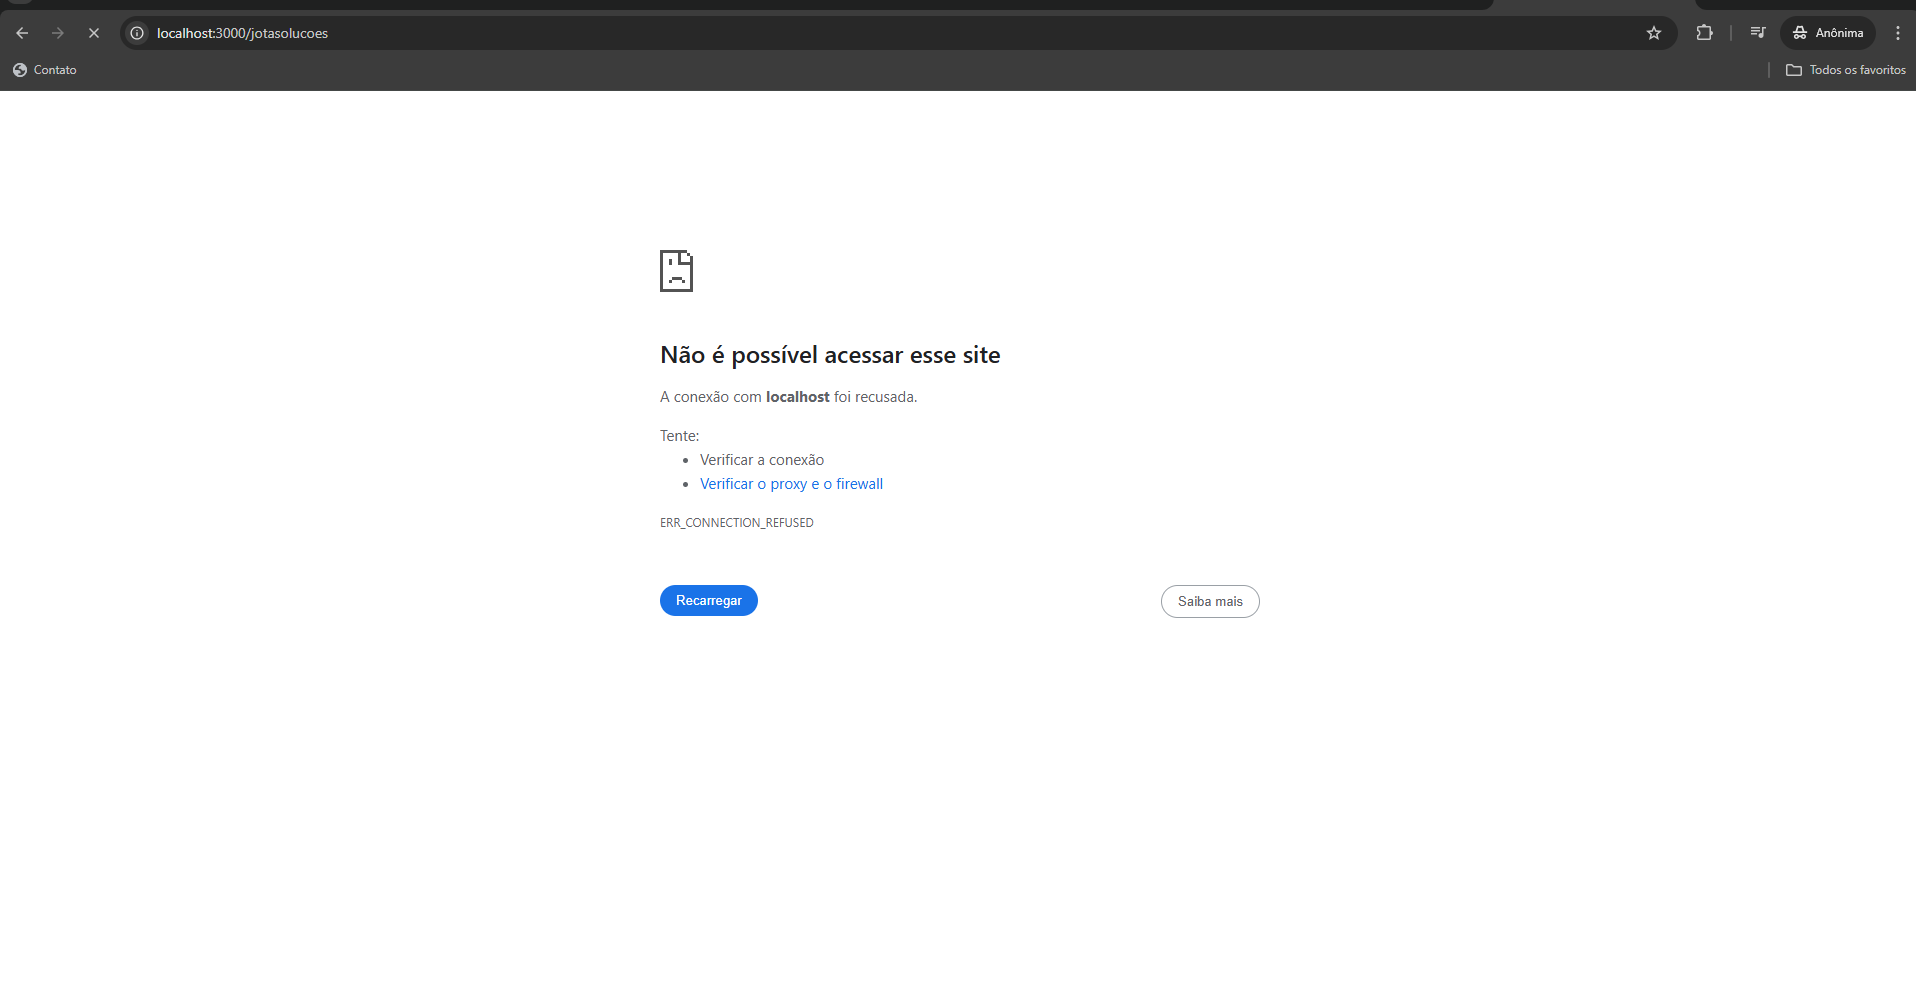 localhost:3000/jotasolucoes
Anônima
Contato
Todos os favoritos
Não é possível acessar esse site
A conexão com localhost foi recusada.
Tente:
• Verificar a conexão
• Verificar o proxy e o firewall
ERR_CONNECTION_REFUSED
Recarregar
Saiba mais